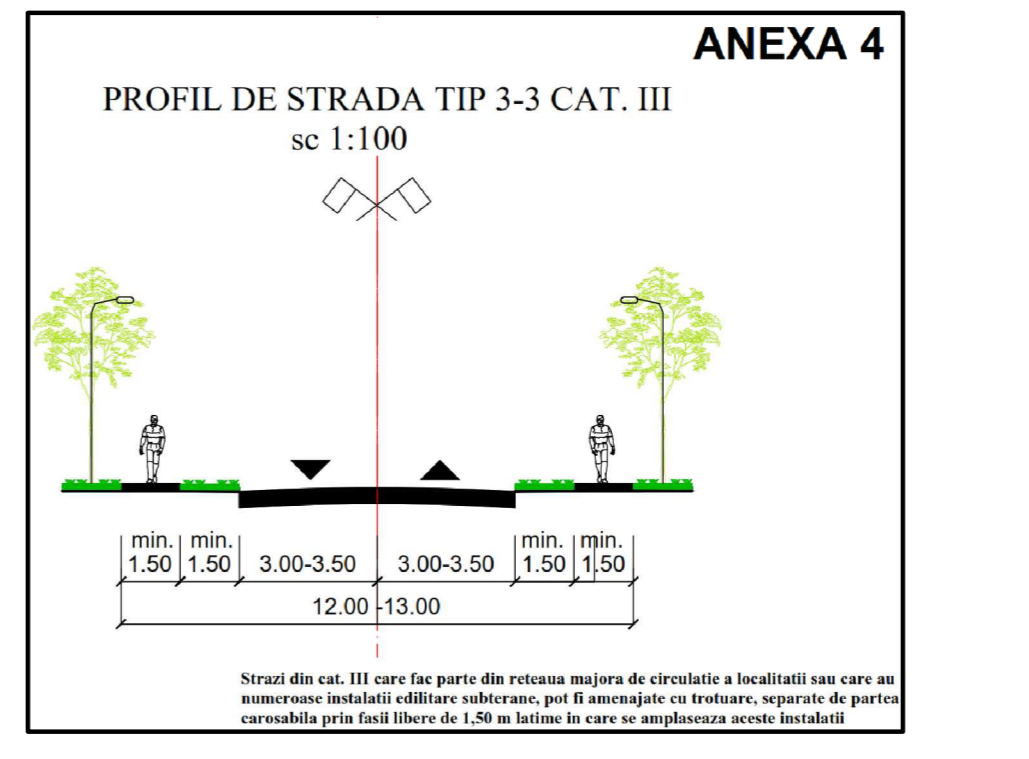 ANEXA 4
PROFIL DE STRADA TIP 3-3 CAT. III
sc 1:100
min. min. min. min.
1.50 1.50 3.00-3.50 3.00-3.50 1.50 1.50
12.00 -13.00
Strazi din cat. III care fac parte din reteaua majora de circulatie a localitatii sau care au
numeroase instalatii edilitare subterane, pot fi amenajate cu trotuare, separate de partea
carosabila prin fasii libere de 1,50 m latime in care se amplaseaza aceste instalatii